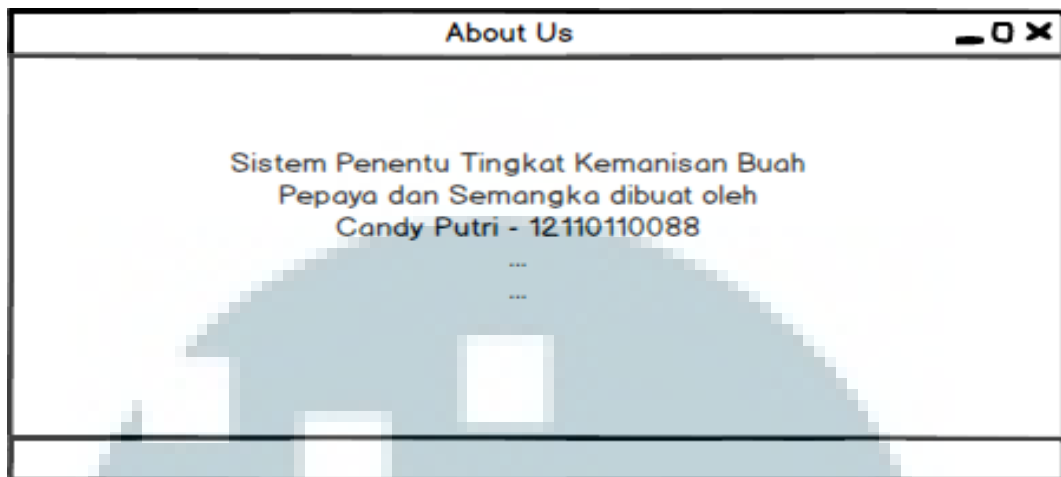 About Us
Sistem Penentu Tingkat Kemanisan Buah
Pepaya dan Semangka dibuat oleh
Candy Putri - 12110110088
...
...